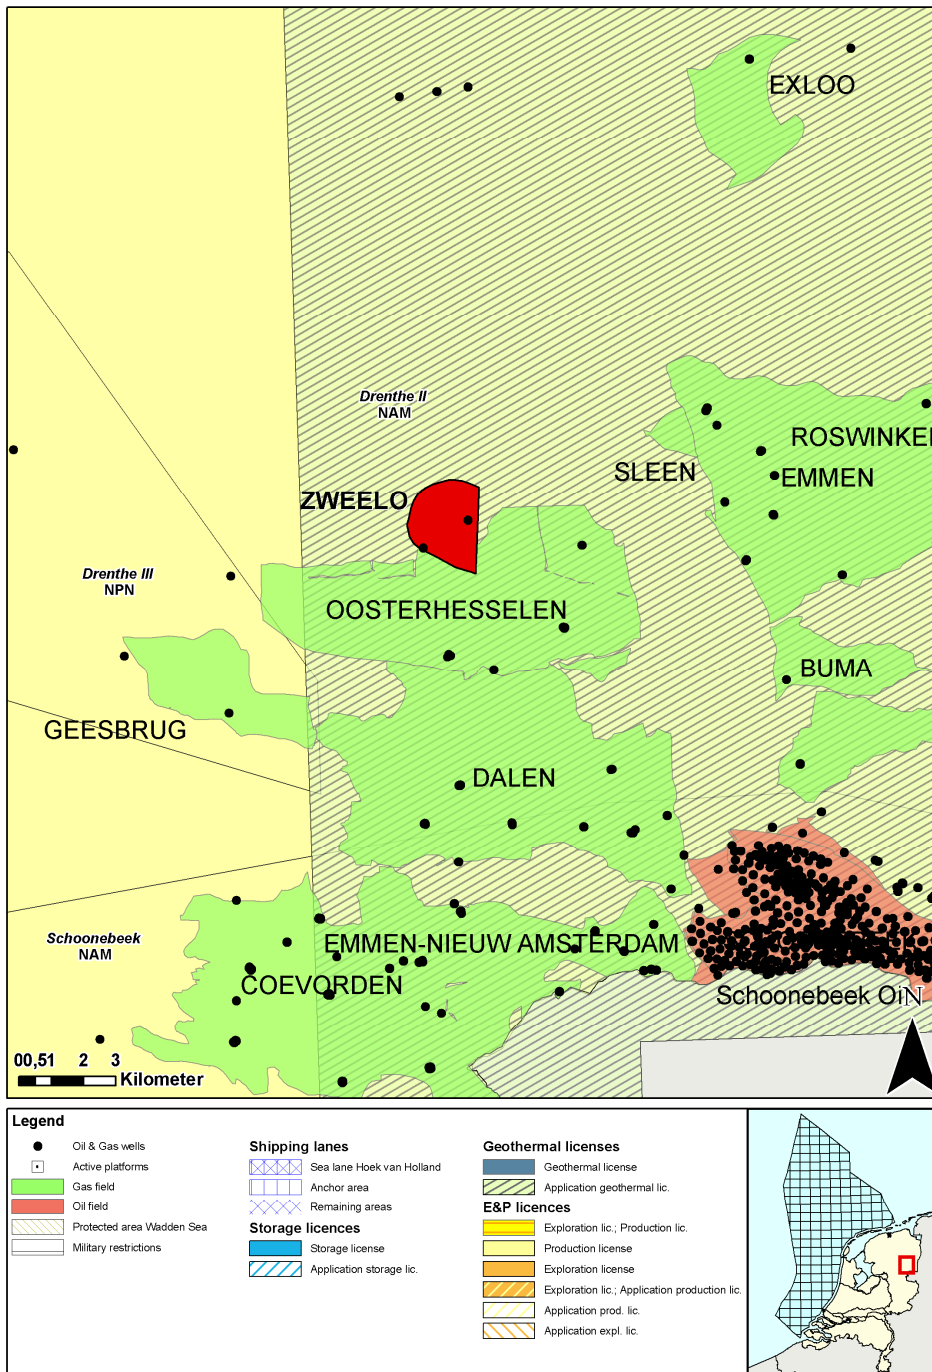 EXLOO
Drenthe II
NAM
ROSWINKEL
SLEEN
EMMEN
ZWEELO
Drenthe III
NPN
OOSTERHESSELEN
BUMA
GEESBRUG
DALEN
Schoonebeek
NAM
EMMEN-NIEUW AMSTERDAM
COEVORDEN
Schoonebeek Oi
N
00,51 2 3
Kilometer
Legend
Oil & Gas wells
Active platforms
Gas field
Oil field
Protected area Wadden Sea
Military restrictions
Shipping lanes
Sea lane Hoek van Holland
Anchor area
Remaining areas
Storage licences
Storage license
Application storage lic.
Geothermal licenses
Geothermal license
Application geothermal lic.
E&P licences
Exploration lic.; Production lic.
Production license
Exploration license
Exploration lic.; Application production lic.
Application prod. lic.
Application expl. lic.